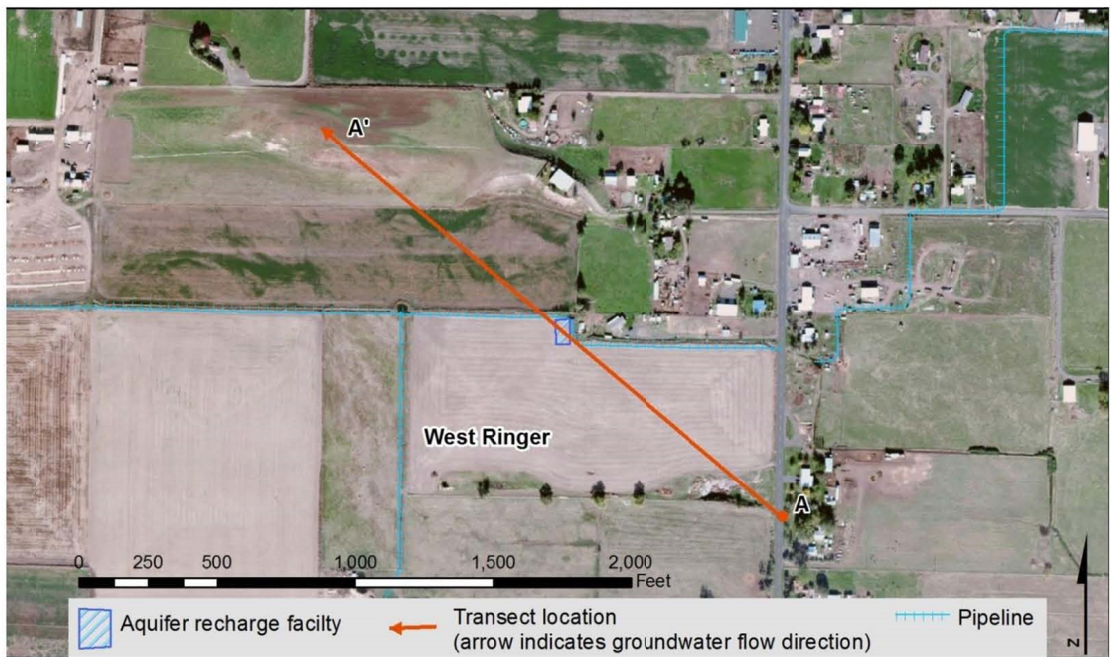 A'
West Ringer
A
0 250 500 1,000 1,500 2,000
Feet
Aquifer recharge facilty
Transect location
(arrow indicates groundwater flow direction)
Pipeline
N